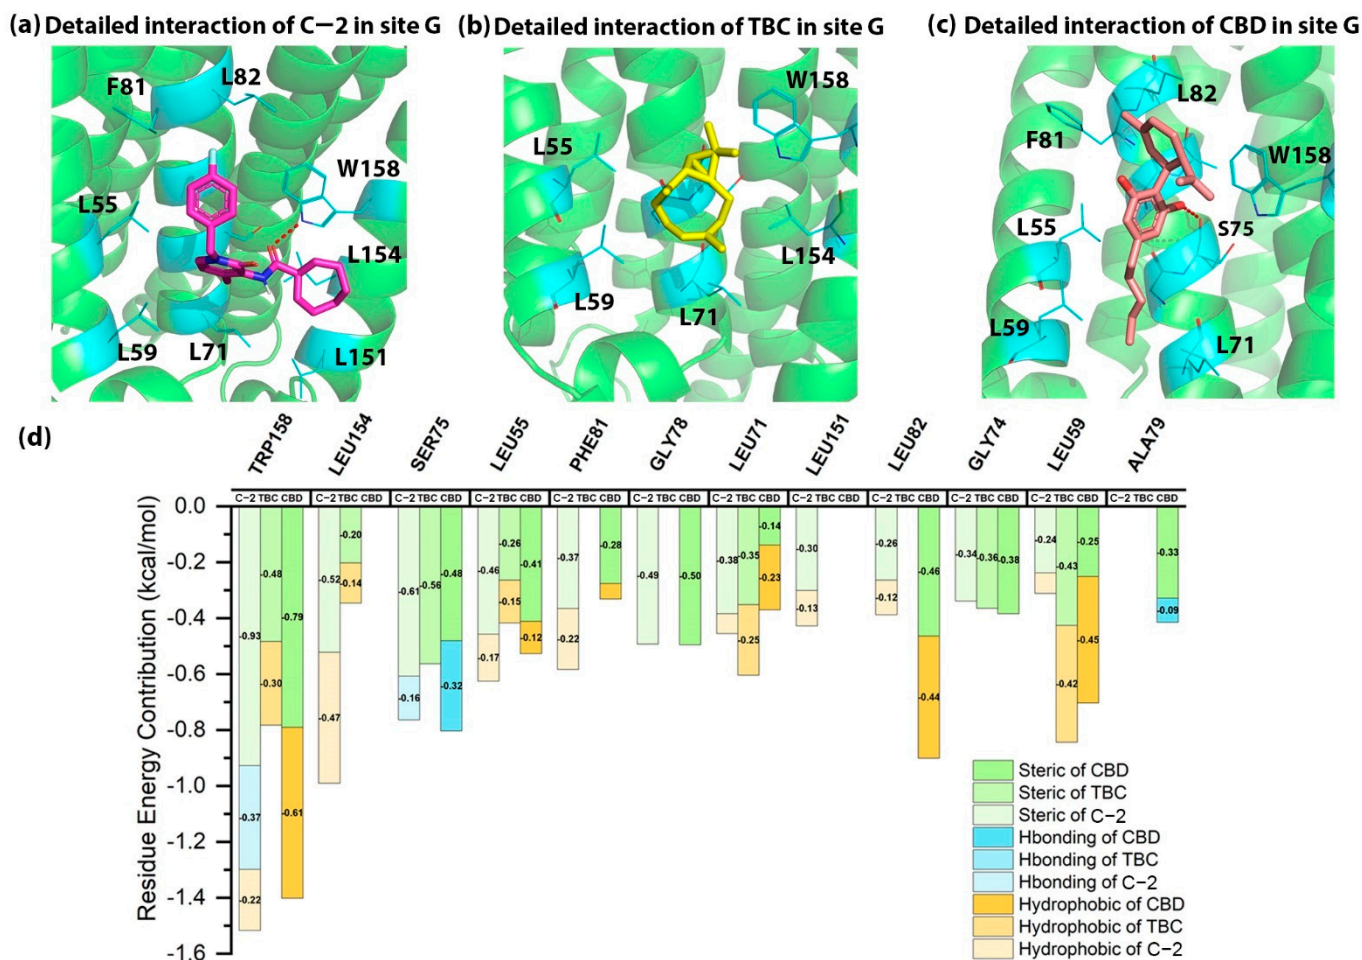 (a) Detailed interaction of C−2 in site G
(b) Detailed interaction of TBC in site G
(c) Detailed interaction of CBD in site G
F81
L82
W158
L55
L154
L59
L71
L151
W158
L55
L154
L59
L71
L82
F81
W158
L55
S75
L59
L71
(d)
TRP158 LEU154 SER75 LEU55 PHE81 GLY78 LEU71 LEU151 LEU82 GLY74 LEU59 ALA79
C−2 TBC CBD C−2 TBC CBD C−2 TBC CBD C−2 TBC CBD C−2 TBC CBD C−2 TBC CBD C−2 TBC CBD C−2 TBC CBD C−2 TBC CBD C−2 TBC CBD C−2 TBC CBD C−2 TBC CBD
Residue Energy Contribution (kcal/mol)
0.0
-0.2
-0.4
-0.6
-0.8
-1.0
-1.2
-1.4
-1.6
-0.93
-0.37
-0.22
-0.48
-0.30
-0.79
-0.61
-0.52
-0.47
-0.20
-0.14
-0.61
-0.16
-0.56
-0.48
-0.32
-0.46
-0.17
-0.26
-0.15
-0.41
-0.12
-0.37
-0.22
-0.28
-0.49
-0.50
-0.38
-0.35
-0.25
-0.14
-0.23
-0.30
-0.13
-0.26
-0.12
-0.46
-0.44
-0.34
-0.36
-0.38
-0.24
-0.43
-0.42
-0.25
-0.45
-0.33
-0.09
Steric of CBD
Steric of TBC
Steric of C−2
Hbonding of CBD
Hbonding of TBC
Hbonding of C−2
Hydrophobic of CBD
Hydrophobic of TBC
Hydrophobic of C−2